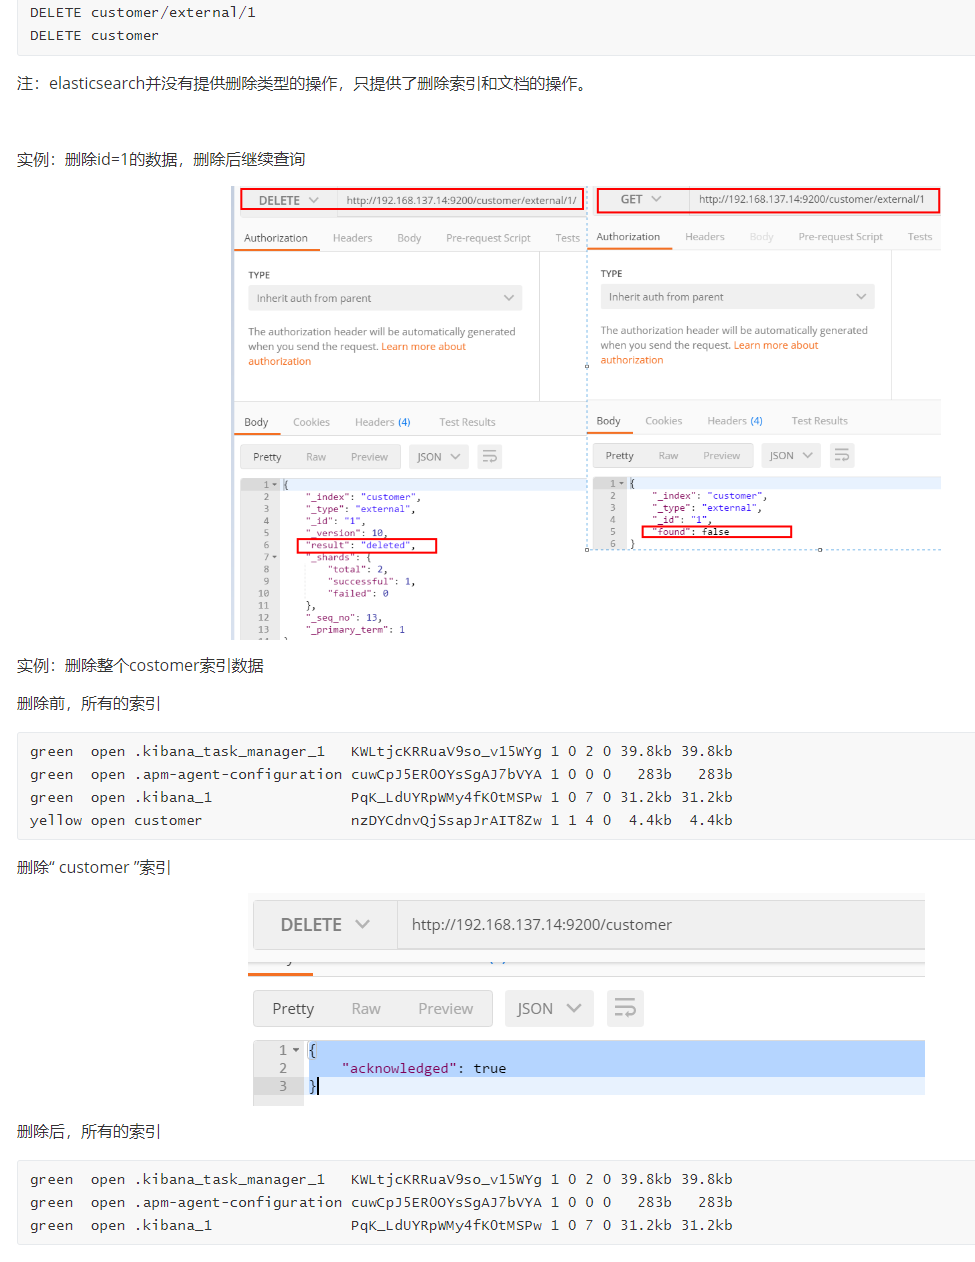 DELETE customer/external/1
DELETE customer
注：elasticsearch并没有提供删除类型的操作，只提供了删除索引和文档的操作。
实例：删除id=1的数据，删除后继续查询
DELETE http://192.168.137.14:9200/customer/external/1/
Authorization Headers Body Pre-request Script Tests
TYPE
Inherit auth from parent
The authorization header will be automatically generated
when you send the request. Learn more about
authorization
Body Cookies Headers (4) Test Results
Pretty Raw Preview JSON
1 {
2 "_index": "customer",
3 "_type": "external",
4 "_id": "1",
5 "_version": 10,
6 "result": "deleted",
7 "_shards": {
8 "total": 2,
9 "successful": 1,
10 "failed": 0
11 },
12 "_seq_no": 13,
13 "_primary_term": 1
GET http://192.168.137.14:9200/customer/external/1
Authorization Headers Body Pre-request Script Tests
TYPE
Inherit auth from parent
The authorization header will be automatically generated
when you send the request. Learn more about
authorization
Body Cookies Headers (4) Test Results
Pretty Raw Preview JSON
1 {
2 "_index": "customer",
3 "_type": "external",
4 "_id": "1",
5 "found": false
6 }
实例：删除整个costomer索引数据
删除前，所有的索引
green open .kibana_task_manager_1 KWLtjcKRRuaV9so_v15WYg 1 0 2 0 39.8kb 39.8kb
green open .apm-agent-configuration cuwCpJ5ER0OYsSgAJ7bVYA 1 0 0 0 283b 283b
green open .kibana_1 PqK_LdUYRpWMy4fK0tMSPw 1 0 7 0 31.2kb 31.2kb
yellow open customer nzDYCdnvQjSsapJrAIT8Zw 1 1 4 0 4.4kb 4.4kb
删除“ customer ”索引
DELETE http://192.168.137.14:9200/customer
Pretty Raw Preview JSON
1 {
2 "acknowledged": true
3 }
删除后，所有的索引
green open .kibana_task_manager_1 KWLtjcKRRuaV9so_v15WYg 1 0 2 0 39.8kb 39.8kb
green open .apm-agent-configuration cuwCpJ5ER0OYsSgAJ7bVYA 1 0 0 0 283b 283b
green open .kibana_1 PqK_LdUYRpWMy4fK0tMSPw 1 0 7 0 31.2kb 31.2kb